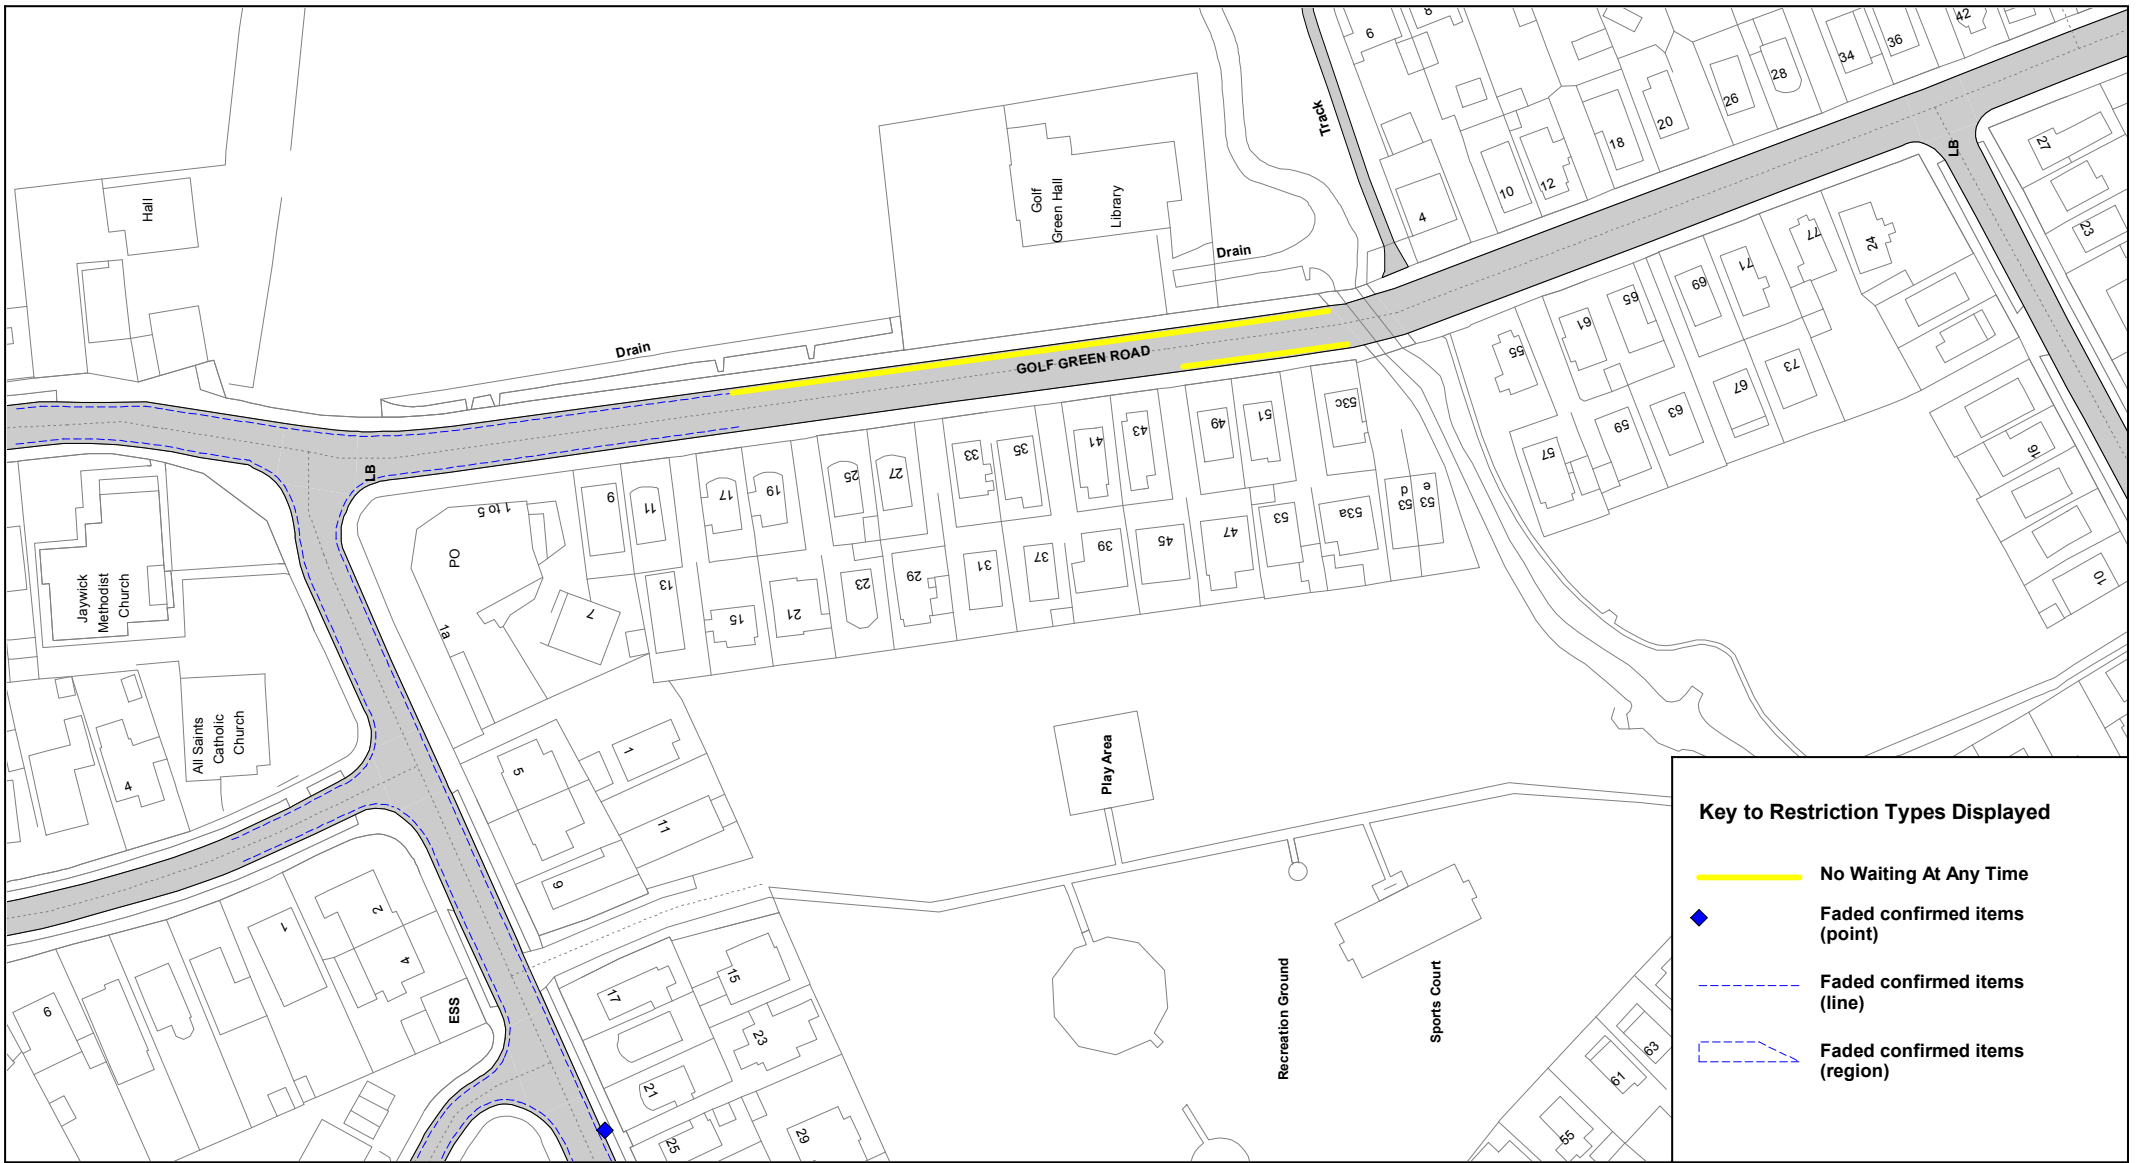 6
8
42
36
34
28
26
20
18
12
10
4
Track
LB
27
23
Hall
Golf
Green Hall
Library
Drain
Drain
GOLF GREEN ROAD
77
24
71
69
65
61
55
73
67
63
59
57
16
10
LB
53c
51
49
43
41
35
33
27
25
19
17
11
9
1 to 5
PO
53
d
53
e
53a
53
47
45
39
37
31
29
23
21
15
13
7
1a
Jaywick
Methodist
Church
All Saints
Catholic
Church
4
5
1
11
9
Play Area
2
1
4
9
ESS
17
15
23
21
25
29
Recreation Ground
Sports Court
63
61
55
Key to Restriction Types Displayed
No Waiting At Any Time
Faded confirmed items
(point)
Faded confirmed items
(line)
Faded confirmed items
(region)